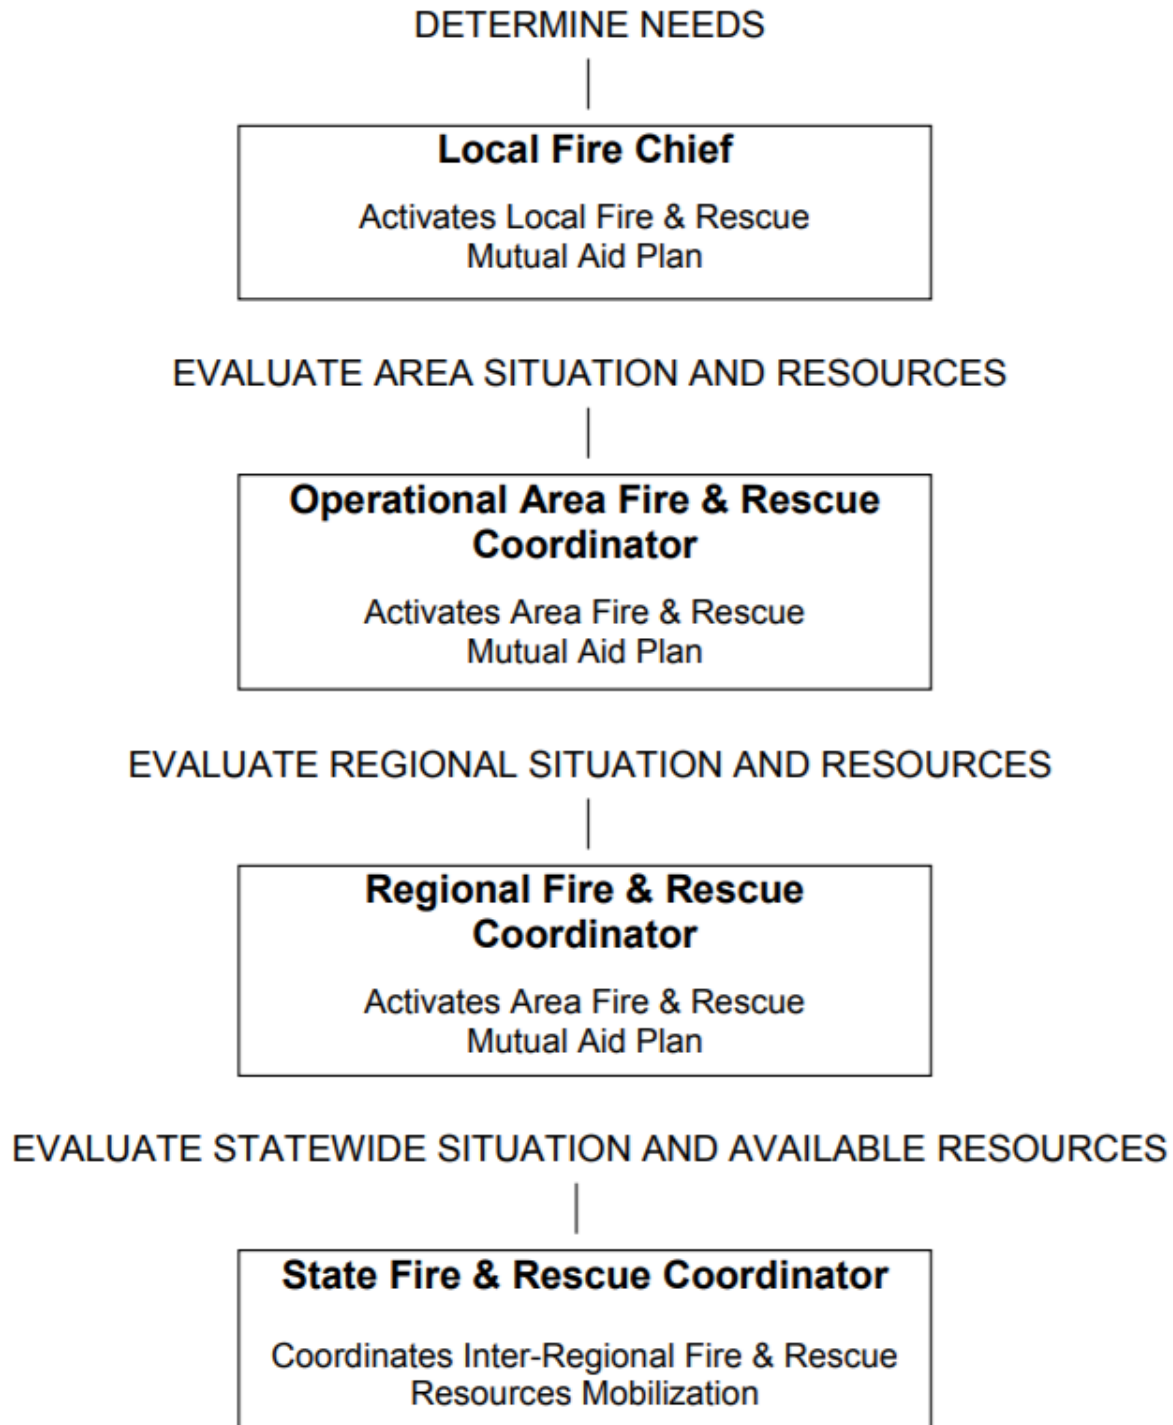 DETERMINE NEEDS
Local Fire Chief
Activates Local Fire & Rescue
Mutual Aid Plan
EVALUATE AREA SITUATION AND RESOURCES
Operational Area Fire & Rescue
Coordinator
Activates Area Fire & Rescue
Mutual Aid Plan
EVALUATE REGIONAL SITUATION AND RESOURCES
Regional Fire & Rescue
Coordinator
Activates Area Fire & Rescue
Mutual Aid Plan
EVALUATE STATEWIDE SITUATION AND AVAILABLE RESOURCES
State Fire & Rescue Coordinator
Coordinates Inter-Regional Fire & Rescue
Resources Mobilization